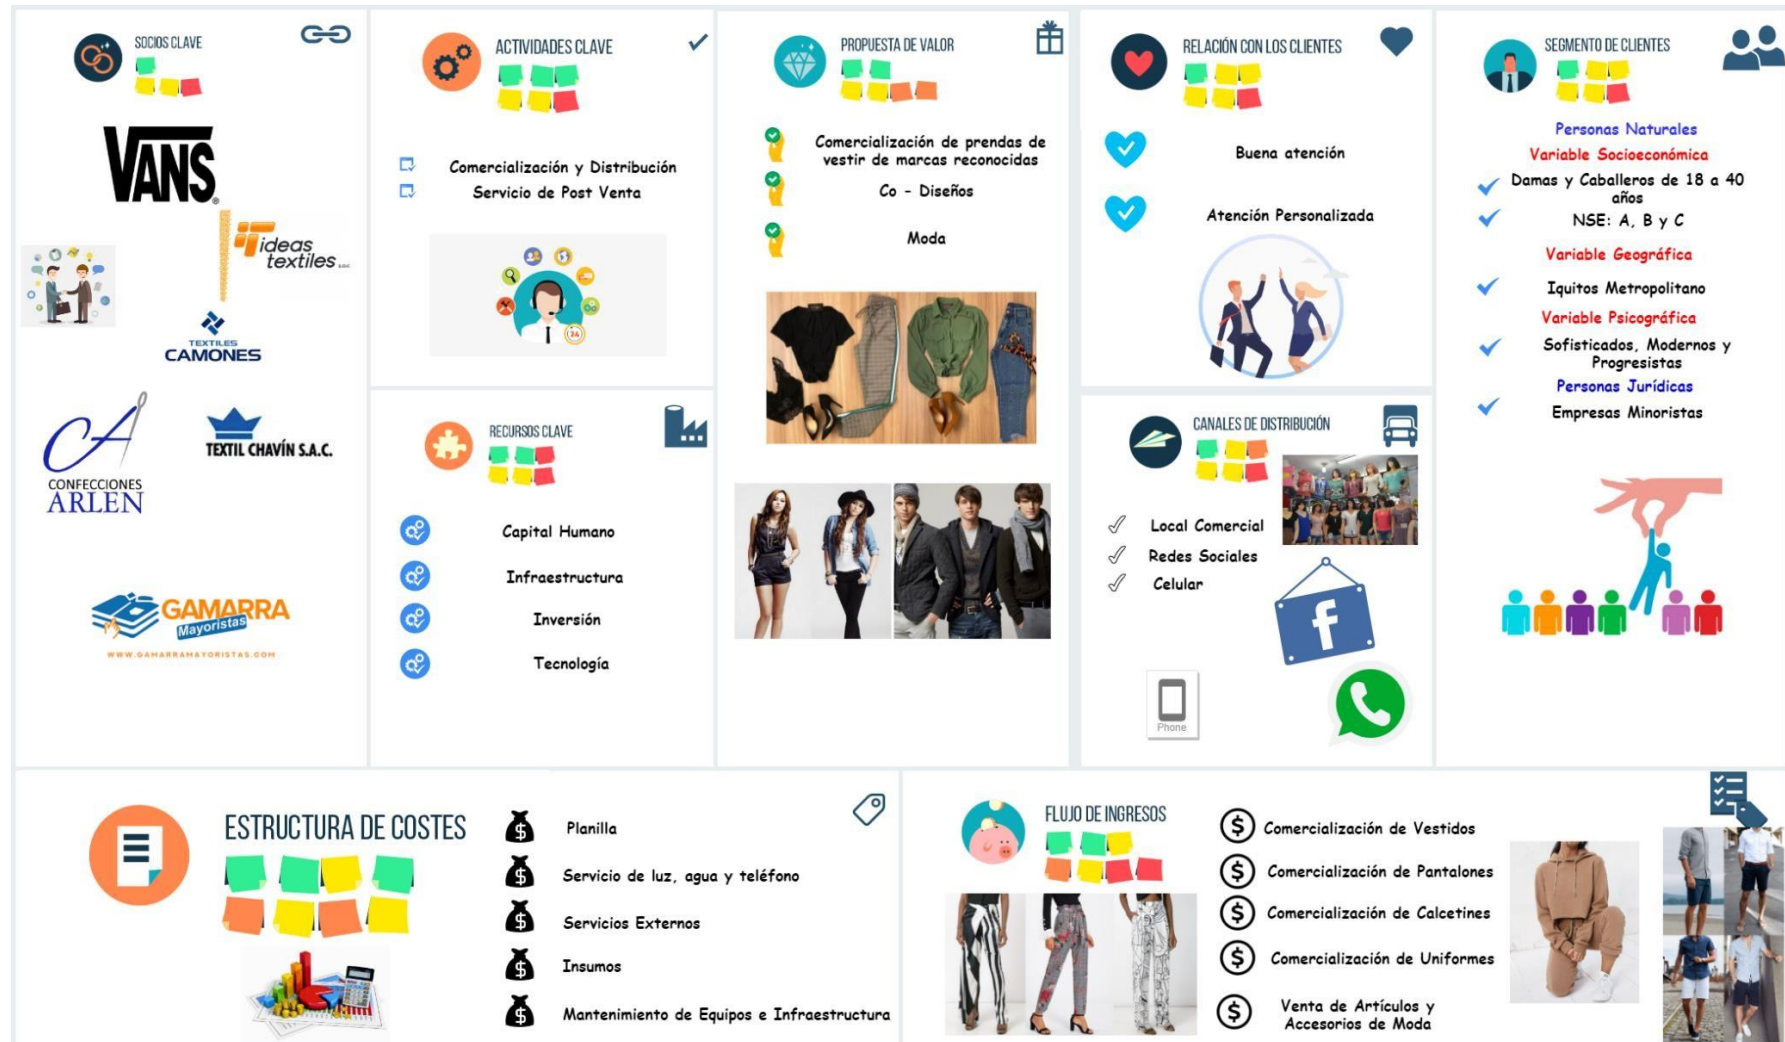 SOCIOS CLAVE
VANS
®
ideas
textiles
TEXTILES
CAMONES
CONFECCIONES
ARLEN
TEXTIL CHAVÍN S.A.C.
GAMARRA
Mayoristas
WWW.GAMARRAMAYORISTAS.COM
ACTIVIDADES CLAVE
Comercialización y Distribución
Servicio de Post Venta
24
RECURSOS CLAVE
Capital Humano
Infraestructura
Inversión
Tecnología
PROPUESTA DE VALOR
Comercialización de prendas de
vestir de marcas reconocidas
Co - Diseños
Moda
RELACIÓN CON LOS CLIENTES
Buena atención
Atención Personalizada
CANALES DE DISTRIBUCIÓN
Local Comercial
Redes Sociales
Celular
f
Phone
SEGMENTO DE CLIENTES
Personas Naturales
Variable Socioeconómica
Damas y Caballeros de 18 a 40
años
NSE: A, B y C
Variable Geográfica
Iquitos Metropolitano
Variable Psicográfica
Sofisticados, Modernos y
Progresistas
Personas Jurídicas
Empresas Minoristas
ESTRUCTURA DE COSTES
$ Planilla
$ Servicio de luz, agua y teléfono
$ Servicios Externos
$ Insumos
$ Mantenimiento de Equipos e Infraestructura
FLUJO DE INGRESOS
$ Comercialización de Vestidos
$ Comercialización de Pantalones
$ Comercialización de Calcetines
$ Comercialización de Uniformes
$ Venta de Artículos y
Accesorios de Moda